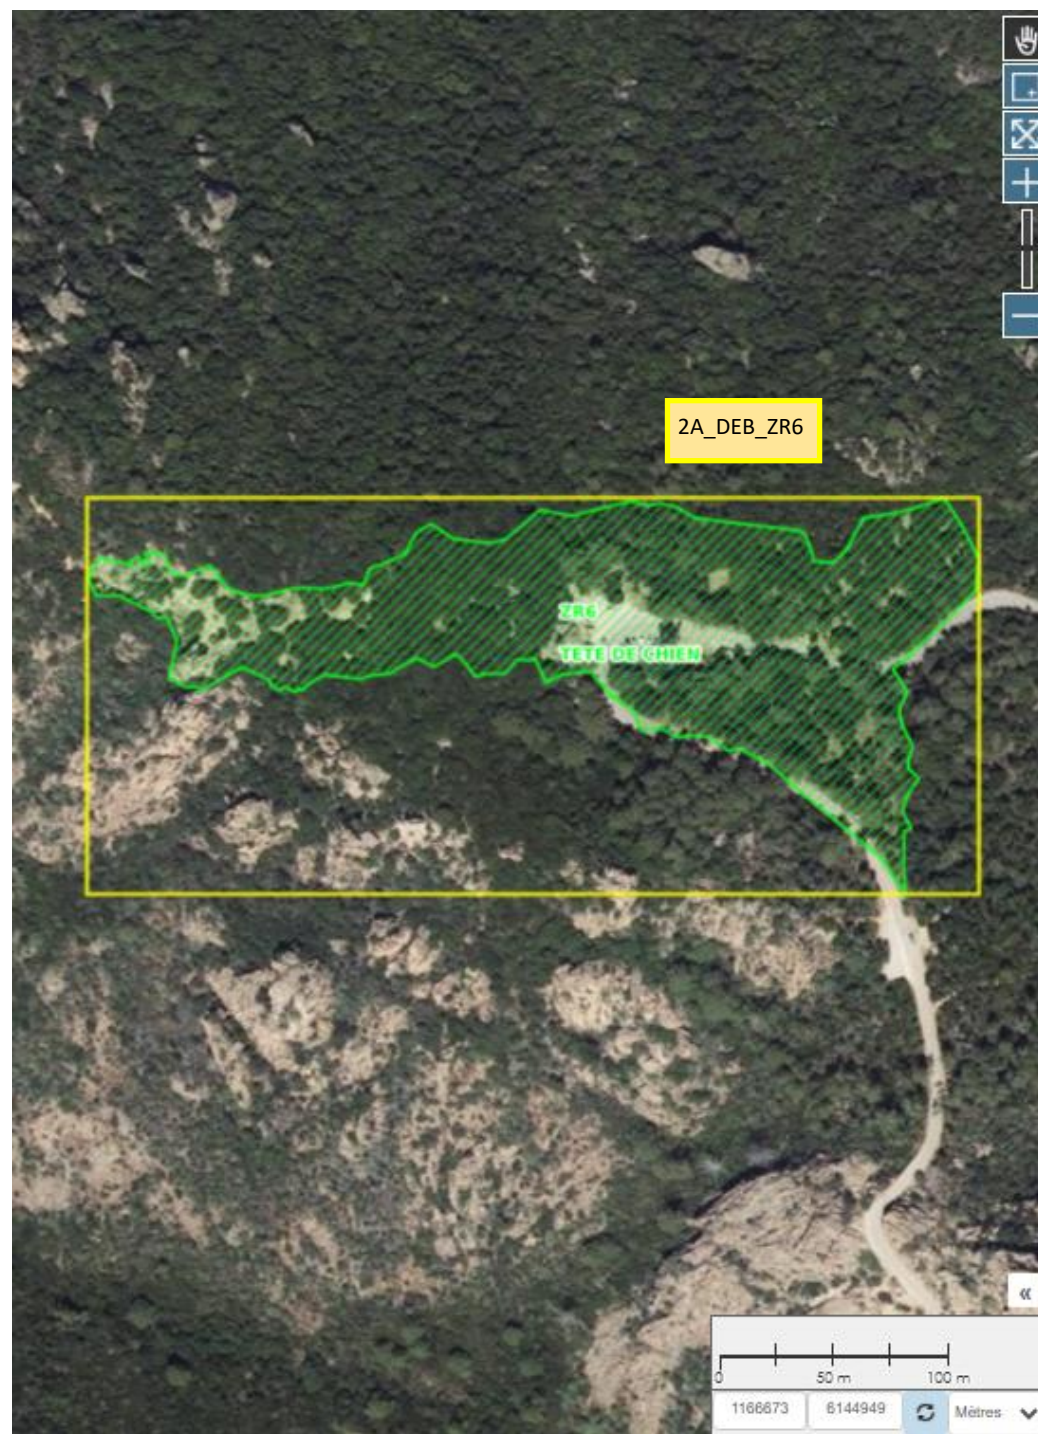 2A_DEB_ZR6
ZR6
TETE DE CHIEN
«
0 50 m 100 m
1166673 6144949 Mètres